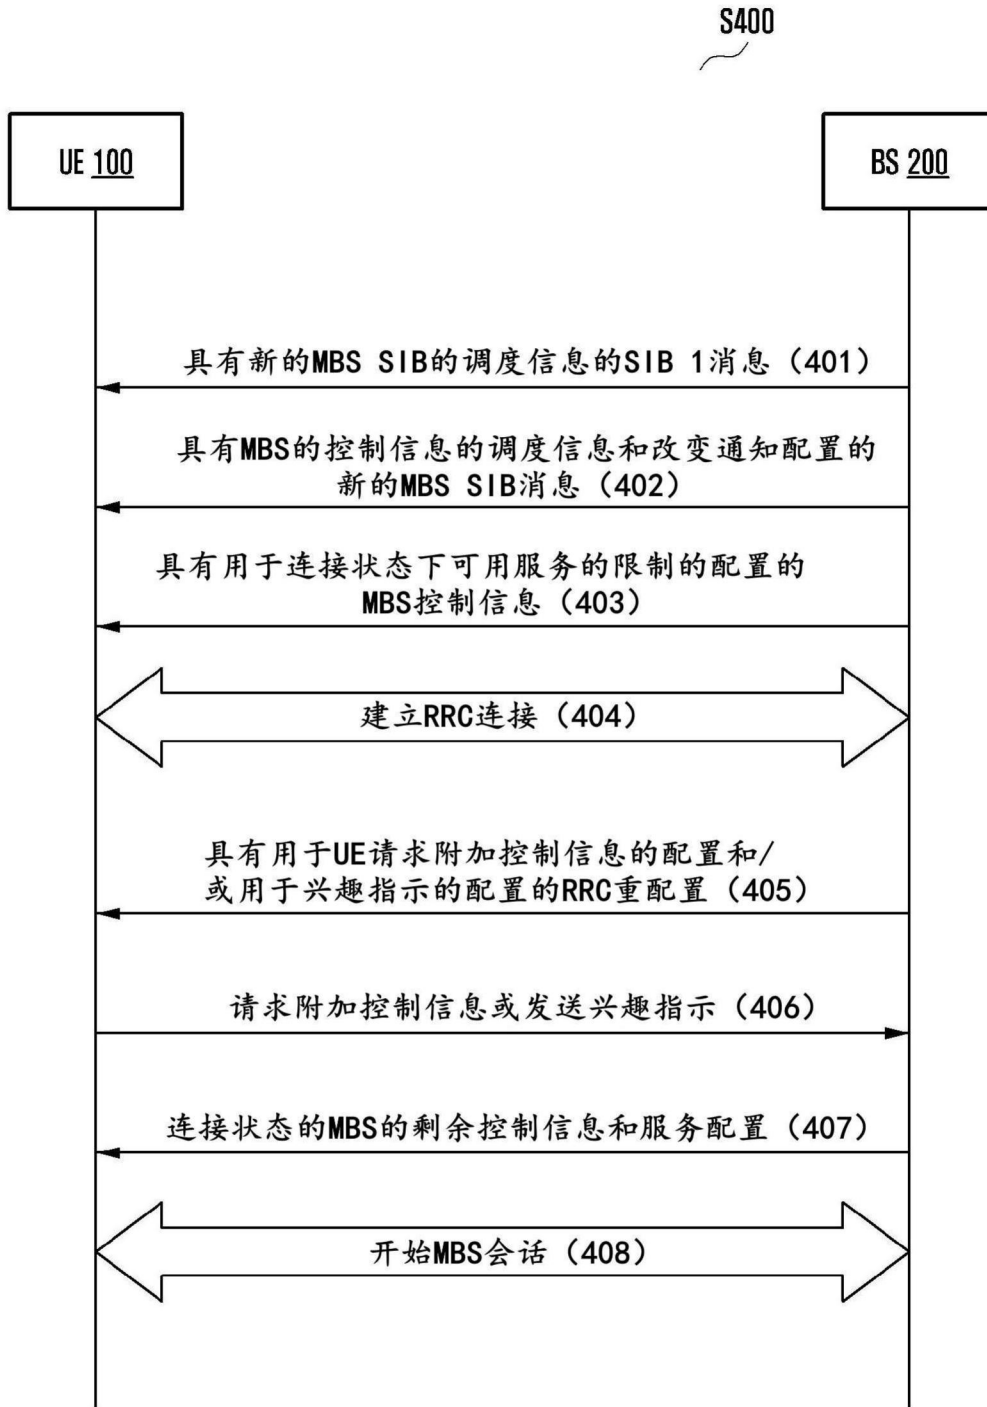 S400
UE 100
BS 200
具有新的MBS SIB的调度信息的SIB 1消息（401）
具有MBS的控制信息的调度信息和改变通知配置的
新的MBS SIB消息（402）
具有用于连接状态下可用服务的限制的配置的
MBS控制信息（403）
建立RRC连接（404）
具有用于UE请求附加控制信息的配置和/
或用于兴趣指示的配置的RRC重配置（405）
请求附加控制信息或发送兴趣指示（406）
连接状态的MBS的剩余控制信息和服务配置（407）
开始MBS会话（408）